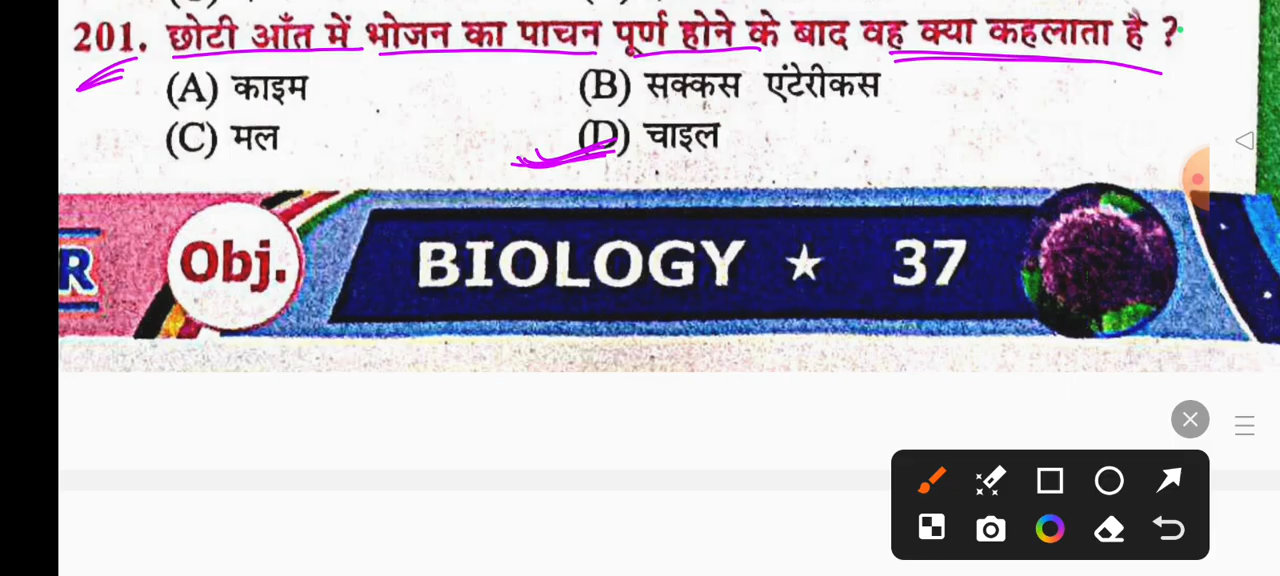 201. छोटी आँत में भोजन का पाचन पूर्ण होने के बाद वह क्या कहलाता है ?
(A) काइम (B) सक्कस एंटेरीकस
(C) मल (D) चाइल
R Obj. BIOLOGY ★ 37